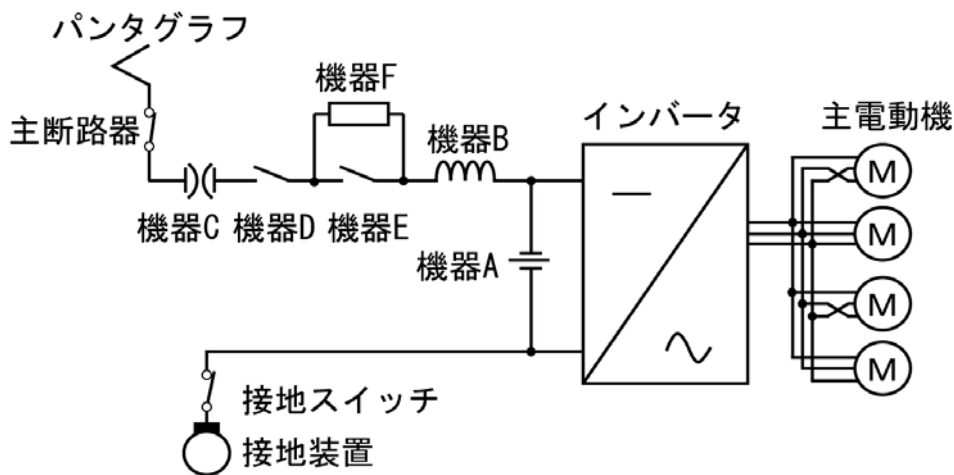 パンタグラフ
主断路器
機器F
機器B
インバータ
主電動機
機器C
機器D
機器E
機器A
M
M
M
M
接地スイッチ
接地装置